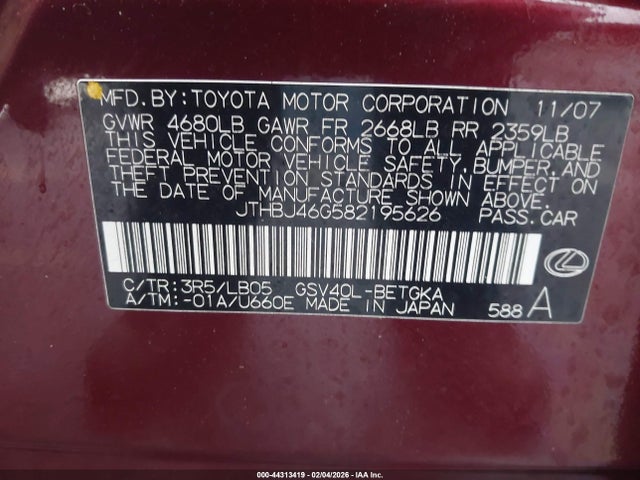 MFD. BY: TOYOTA MOTOR CORPORATION 11/07
GVWR 4680LB GAWR FR 2668LB RR 2359LB
THIS VEHICLE CONFORMS TO ALL APPLICABLE
FEDERAL MOTOR VEHICLE SAFETY, BUMPER, AND
THEFT PREVENTION STANDARDS IN EFFECT ON
THE DATE OF MANUFACTURE SHOWN ABOVE.
JTHBJ46G582195626 PASS.CAR
C/TR: 3R5/LB05 GSV40L-BETGKA
A/TM: -01A/U660E MADE IN JAPAN 588 A
000-44313419 - 02/04/2026 - IAA Inc.